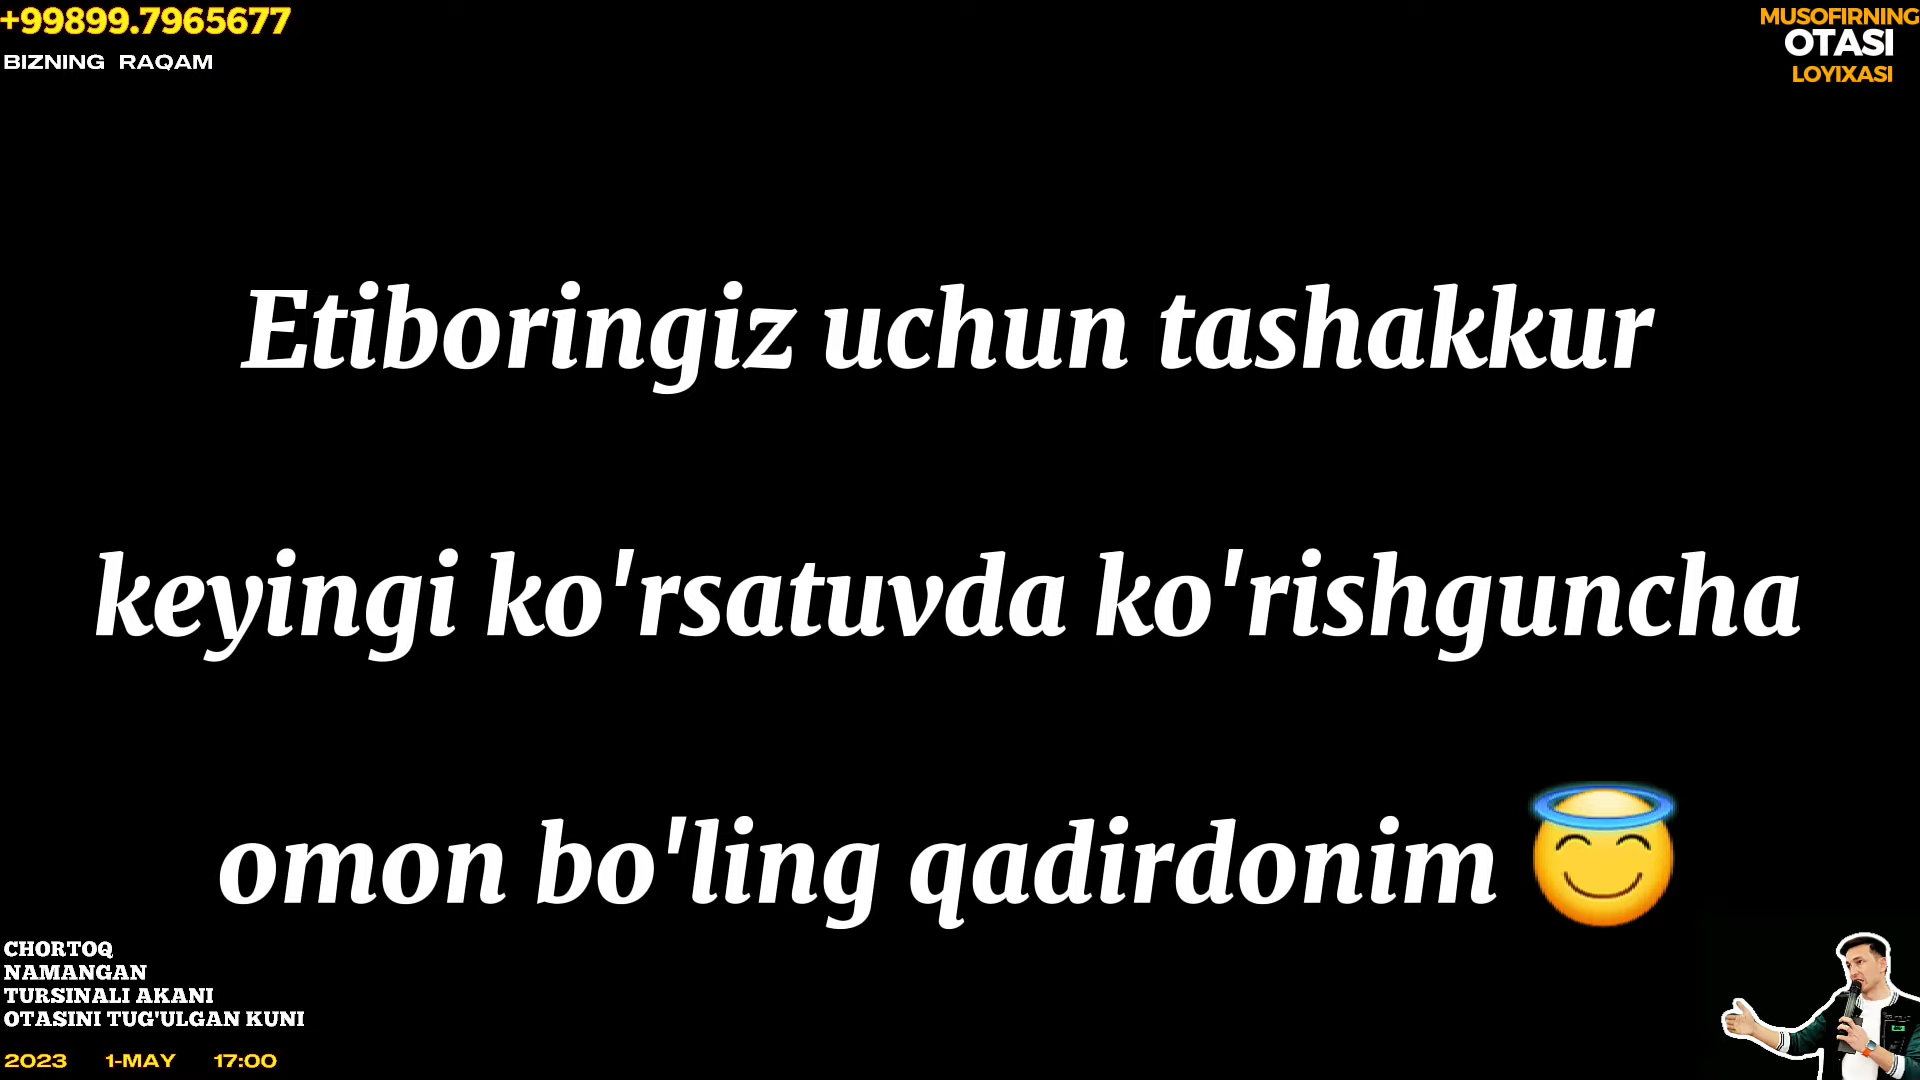 +99899.7965677
BIZNING RAQAM
MUSOFIRNING
OTASI
LOYIXASI
Etiboringiz uchun tashakkur
keyingi ko'rsatuvda ko'rishguncha
omon bo'ling qadirdonim 😇
CHORTOQ
NAMANGAN
TURSINALI AKANI
OTASINI TUG'ULGAN KUNI
2023 1-MAY 17:00